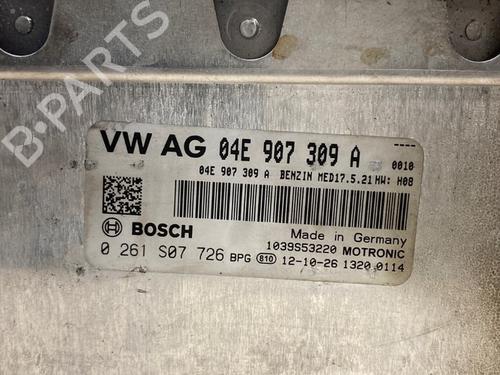 B-PARTS
VW AG 04E 907 309 A ----
0010
04E 907 309 A BENZIN MED17.5.21 HW: H08
BOSCH
Made in Germany
1039S53220 MOTRONIC
0 261 S07 726 BPG 810 12-10-26 1320 0114